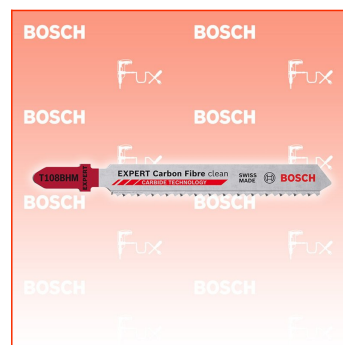 BOSCH BOSCH
Fux Fux
BOSCH BOSCH
Fux
T108BHM EXPERT EXPERT Carbon Fibre clean
CARBIDE TECHNOLOGY
SWISS
MADE
BOSCH
BOSCH BOSCH
Fux Fux
BOSCH BOSCH
Fux Fux